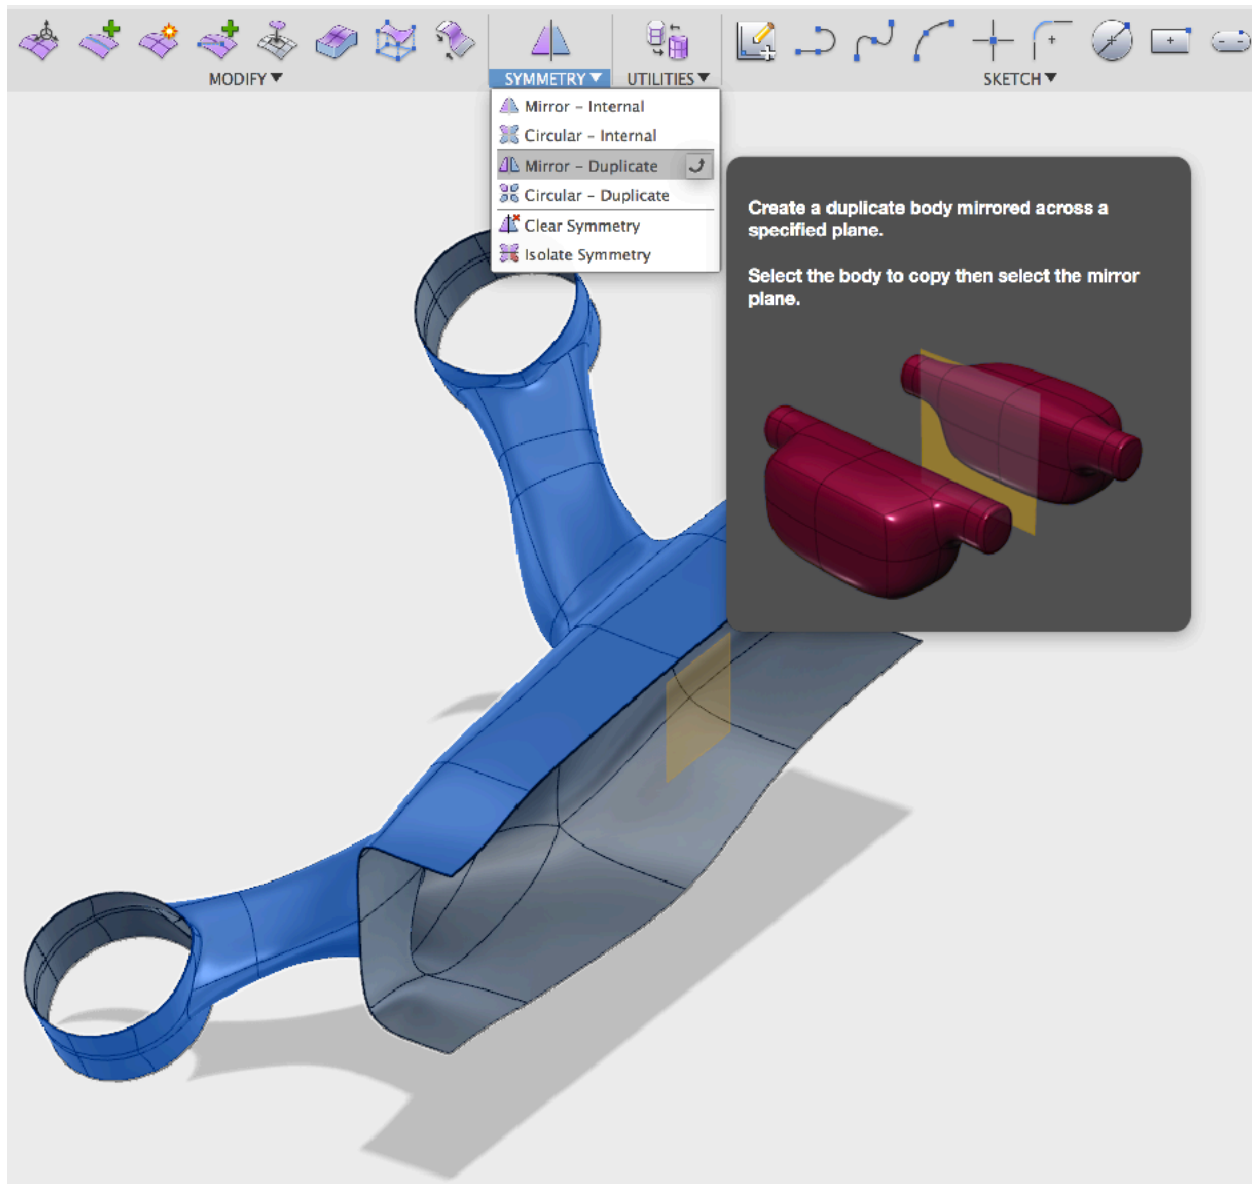 MODIFY ▼
SYMMETRY ▼
UTILITIES ▼
SKETCH ▼
Mirror – Internal
Circular – Internal
Mirror – Duplicate
Circular – Duplicate
Clear Symmetry
Isolate Symmetry
Create a duplicate body mirrored across a
specified plane.
Select the body to copy then select the mirror
plane.